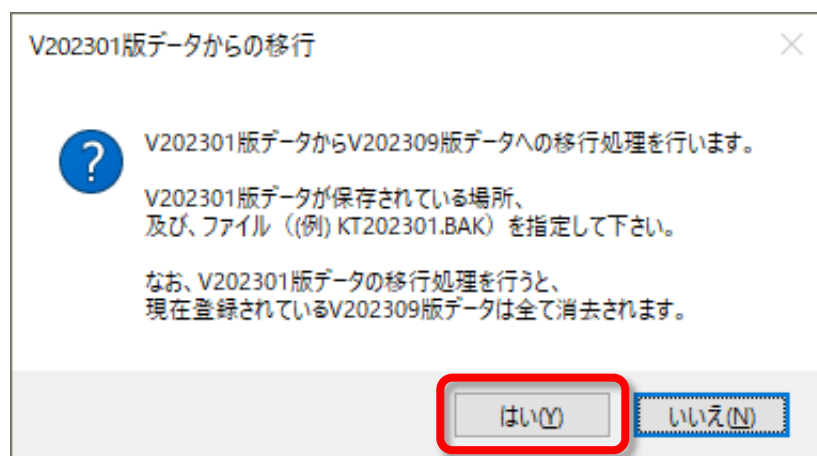 V202301版データからの移行
V202301版データからV202309版データへの移行処理を行います。
V202301版データが保存されている場所、
及び、ファイル（(例) KT202301.BAK）を指定して下さい。
なお、V202301版データの移行処理を行うと、
現在登録されているV202309版データは全て消去されます。
はい(Y)
いいえ(N)